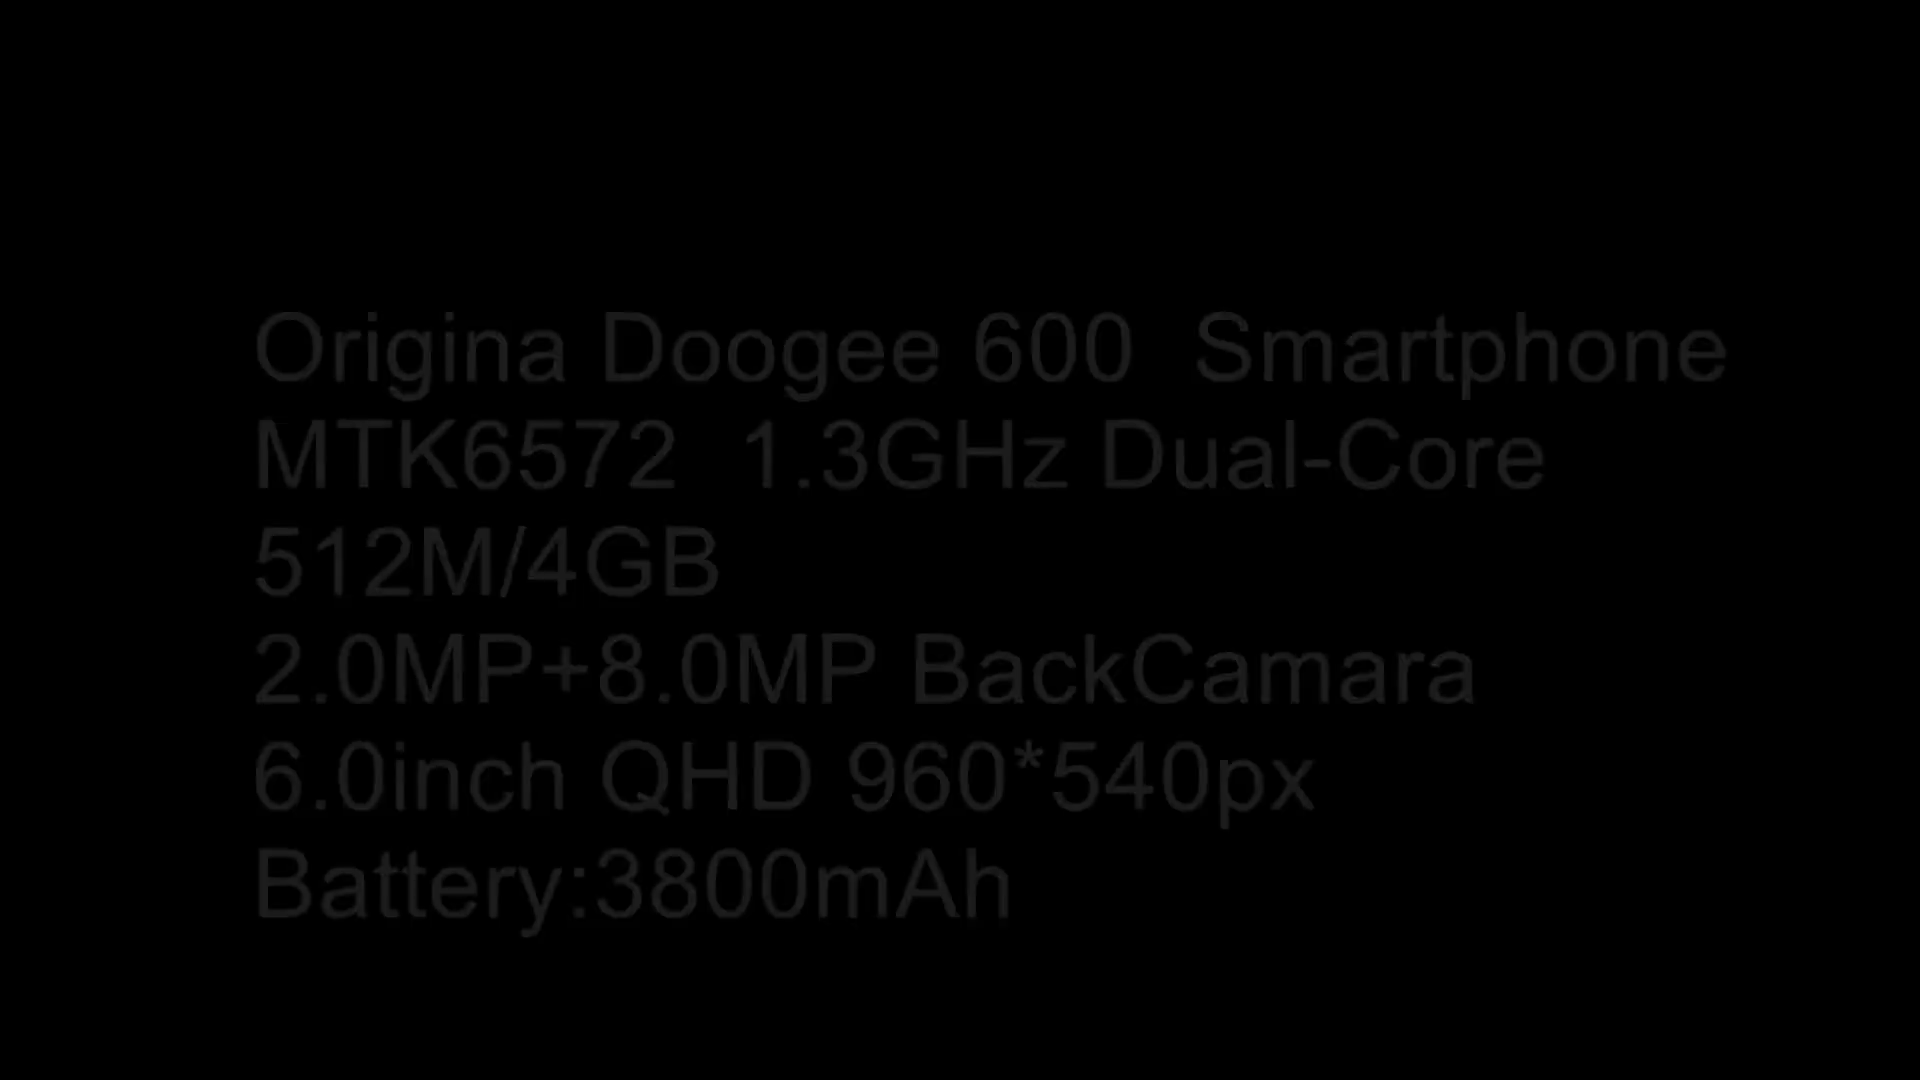 Origina Doogee 600  Smartphone
MTK6572  1.3GHz Dual-Core
512M/4GB
2.0MP+8.0MP BackCamara
6.0inch QHD 960*540px
Battery:3800mAh